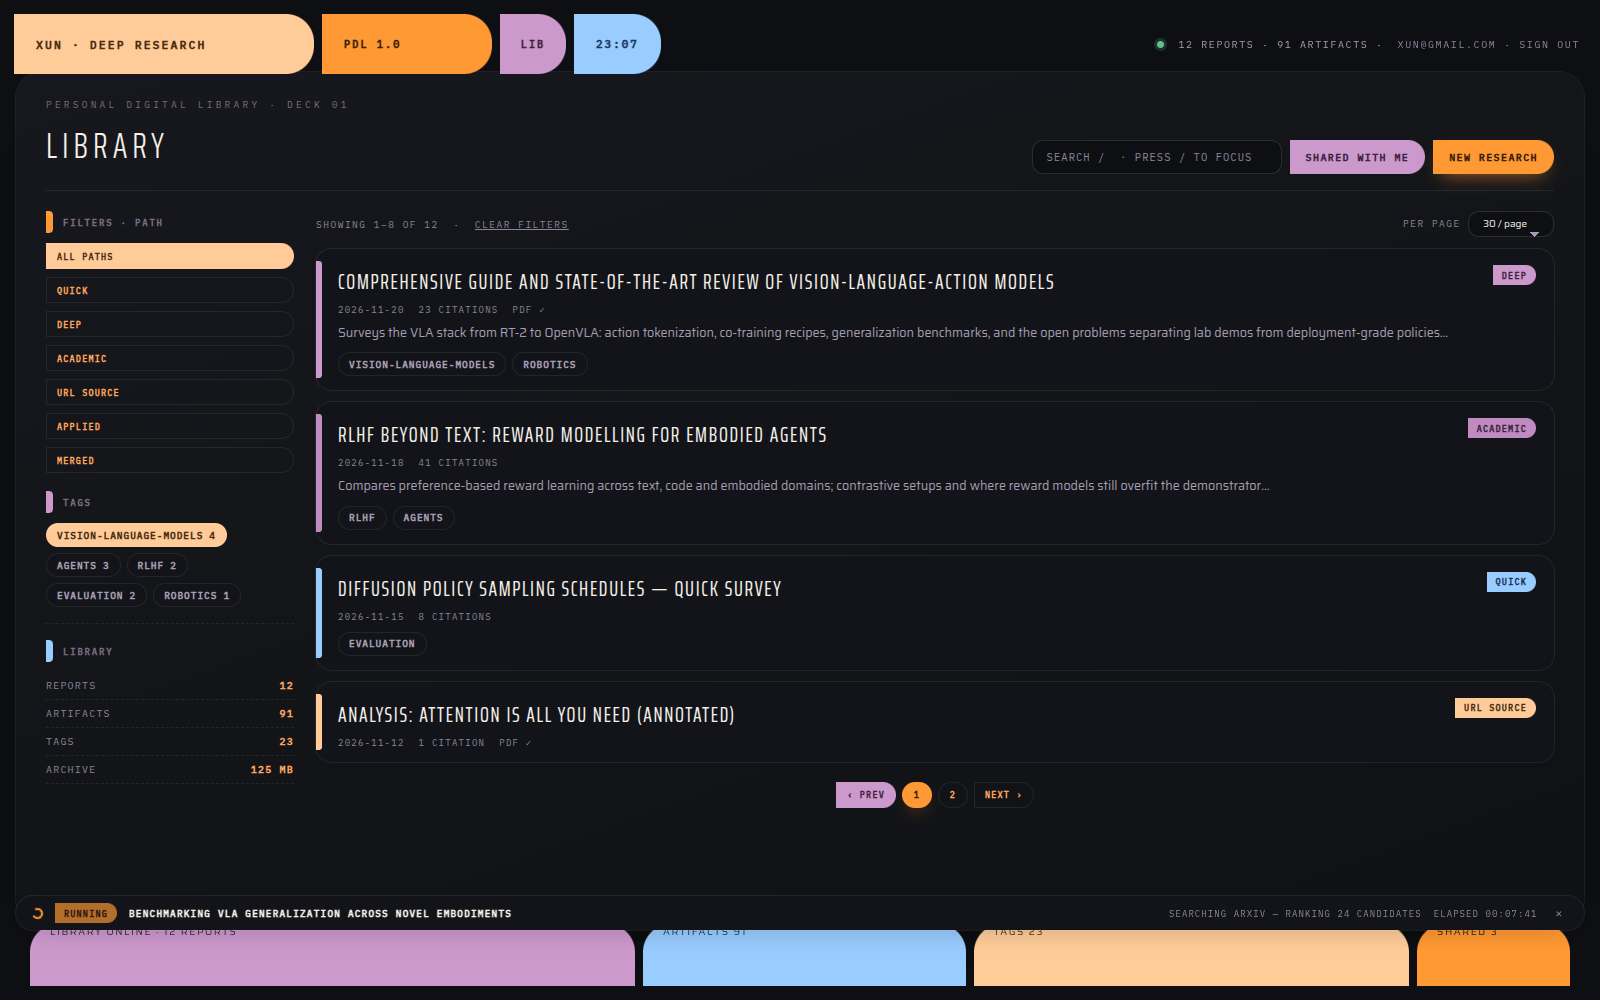 XUN · DEEP RESEARCH
PDL 1.0
LIB
23:07
12 REPORTS · 91 ARTIFACTS · XUN@GMAIL.COM · SIGN OUT
PERSONAL DIGITAL LIBRARY · DECK 01
LIBRARY
SEARCH / · PRESS / TO FOCUS
SHARED WITH ME
NEW RESEARCH
FILTERS · PATH
ALL PATHS
QUICK
DEEP
ACADEMIC
URL SOURCE
APPLIED
MERGED
TAGS
VISION-LANGUAGE-MODELS 4
AGENTS 3
RLHF 2
EVALUATION 2
ROBOTICS 1
LIBRARY
REPORTS 12
ARTIFACTS 91
TAGS 23
ARCHIVE 125 MB
SHOWING 1–8 OF 12 · CLEAR FILTERS
PER PAGE 30 / page
COMPREHENSIVE GUIDE AND STATE-OF-THE-ART REVIEW OF VISION-LANGUAGE-ACTION MODELS
DEEP
2026-11-20 23 CITATIONS PDF ✓
Surveys the VLA stack from RT-2 to OpenVLA: action tokenization, co-training recipes, generalization benchmarks, and the open problems separating lab demos from deployment-grade policies…
VISION-LANGUAGE-MODELS
ROBOTICS
RLHF BEYOND TEXT: REWARD MODELLING FOR EMBODIED AGENTS
ACADEMIC
2026-11-18 41 CITATIONS
Compares preference-based reward learning across text, code and embodied domains; contrastive setups and where reward models still overfit the demonstrator…
RLHF
AGENTS
DIFFUSION POLICY SAMPLING SCHEDULES — QUICK SURVEY
QUICK
2026-11-15 8 CITATIONS
EVALUATION
ANALYSIS: ATTENTION IS ALL YOU NEED (ANNOTATED)
URL SOURCE
2026-11-12 1 CITATION PDF ✓
‹ PREV
1
2
NEXT ›
RUNNING
BENCHMARKING VLA GENERALIZATION ACROSS NOVEL EMBODIMENTS
SEARCHING ARXIV — RANKING 24 CANDIDATES ELAPSED 00:07:41 ×
LIBRARY ONLINE · 12 REPORTS
ARTIFACTS 91
TAGS 23
SHARED 3